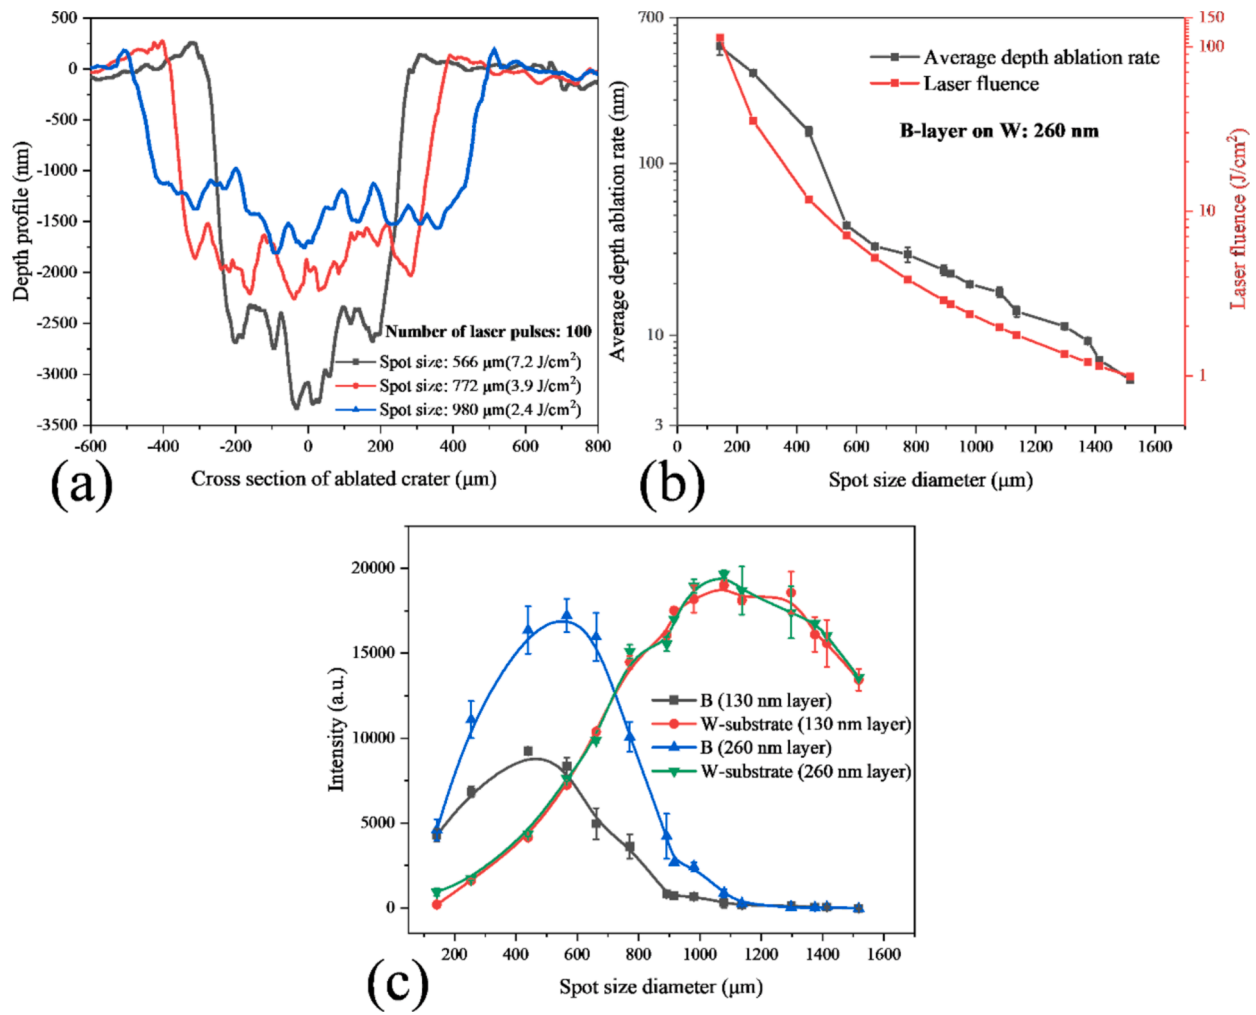 500
0
-500
-1000
-1500
-2000
-2500
-3000
-3500
Depth profile (nm)
Number of laser pulses: 100
Spot size: 566 μm(7.2 J/cm²)
Spot size: 772 μm(3.9 J/cm²)
Spot size: 980 μm(2.4 J/cm²)
-600 -400 -200 0 200 400 600 800
Cross section of ablated crater (μm)
(a)
700
100
10
3
Average depth ablation rate (nm)
Average depth ablation rate
Laser fluence
B-layer on W: 260 nm
150
100
10
1
Laser fluence (J/cm²)
0 200 400 600 800 1000 1200 1400 1600
Spot size diameter (μm)
(b)
20000
15000
10000
5000
0
Intensity (a.u.)
B (130 nm layer)
W-substrate (130 nm layer)
B (260 nm layer)
W-substrate (260 nm layer)
200 400 600 800 1000 1200 1400 1600
Spot size diameter (μm)
(c)